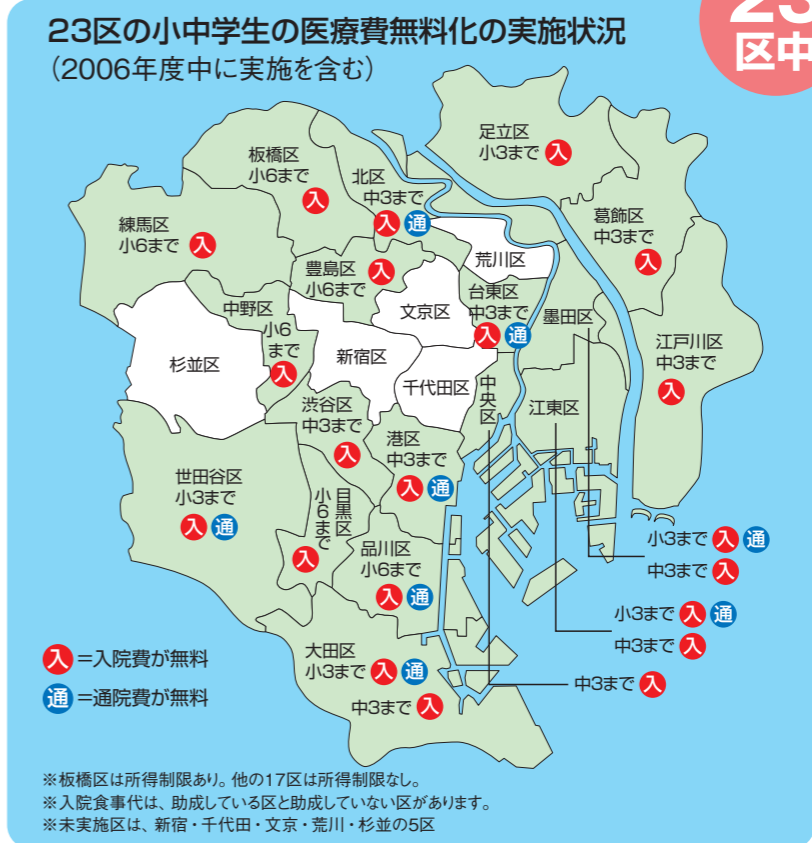 23区の小中学生の医療費無料化の実施状況
(2006年度中に実施を含む)
23
区中
足立区
小3まで 入
板橋区
小6まで
入
北区
中3まで
入 通
葛飾区
中3まで
入
練馬区
小6まで 入
豊島区
小6まで
入
荒川区
文京区
台東区
中3まで
入 通
墨田区
中野区
小6
まで
入
杉並区
新宿区
千代田区
中央区
江東区
江戸川区
中3まで
入
渋谷区
中3まで
入
港区
中3まで
入 通
世田谷区
小3まで
入 通
目黒区
小6まで
入
品川区
小6まで
入 通
小3まで 入 通
中3まで 入
小3まで 入 通
中3まで 入
中3まで 入
大田区
小3まで 入 通
中3まで 入
入=入院費が無料
通=通院費が無料
※板橋区は所得制限あり。他の17区は所得制限なし。
※入院食事代は、助成している区と助成していない区があります。
※未実施区は、新宿・千代田・文京・荒川・杉並の5区